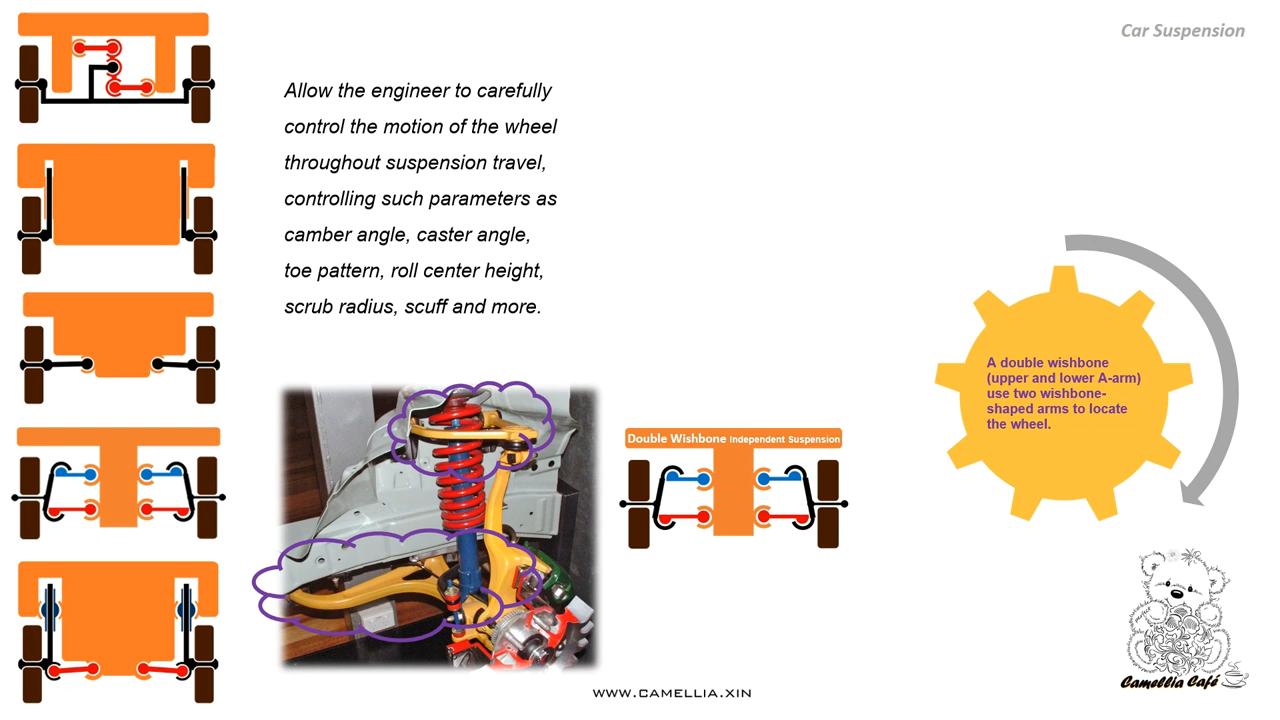 Car Suspension
Allow the engineer to carefully
control the motion of the wheel
throughout suspension travel,
controlling such parameters as
camber angle, caster angle,
toe pattern, roll center height,
scrub radius, scuff and more.
A double wishbone
(upper and lower A-arm)
use two wishbone-
shaped arms to locate
the wheel.
Double Wishbone Independent Suspension
Camellia Café
WWW.CAMELLIA.XIN